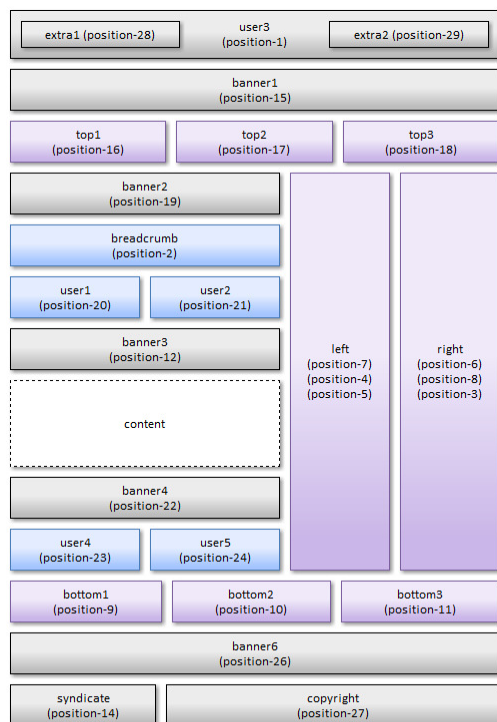 extra1 (position-28)
user3
(position-1)
extra2 (position-29)
banner1
(position-15)
top1
(position-16)
top2
(position-17)
top3
(position-18)
banner2
(position-19)
breadcrumb
(position-2)
user1
(position-20)
user2
(position-21)
banner3
(position-12)
content
banner4
(position-22)
user4
(position-23)
user5
(position-24)
left
(position-7)
(position-4)
(position-5)
right
(position-6)
(position-8)
(position-3)
bottom1
(position-9)
bottom2
(position-10)
bottom3
(position-11)
banner6
(position-26)
syndicate
(position-14)
copyright
(position-27)